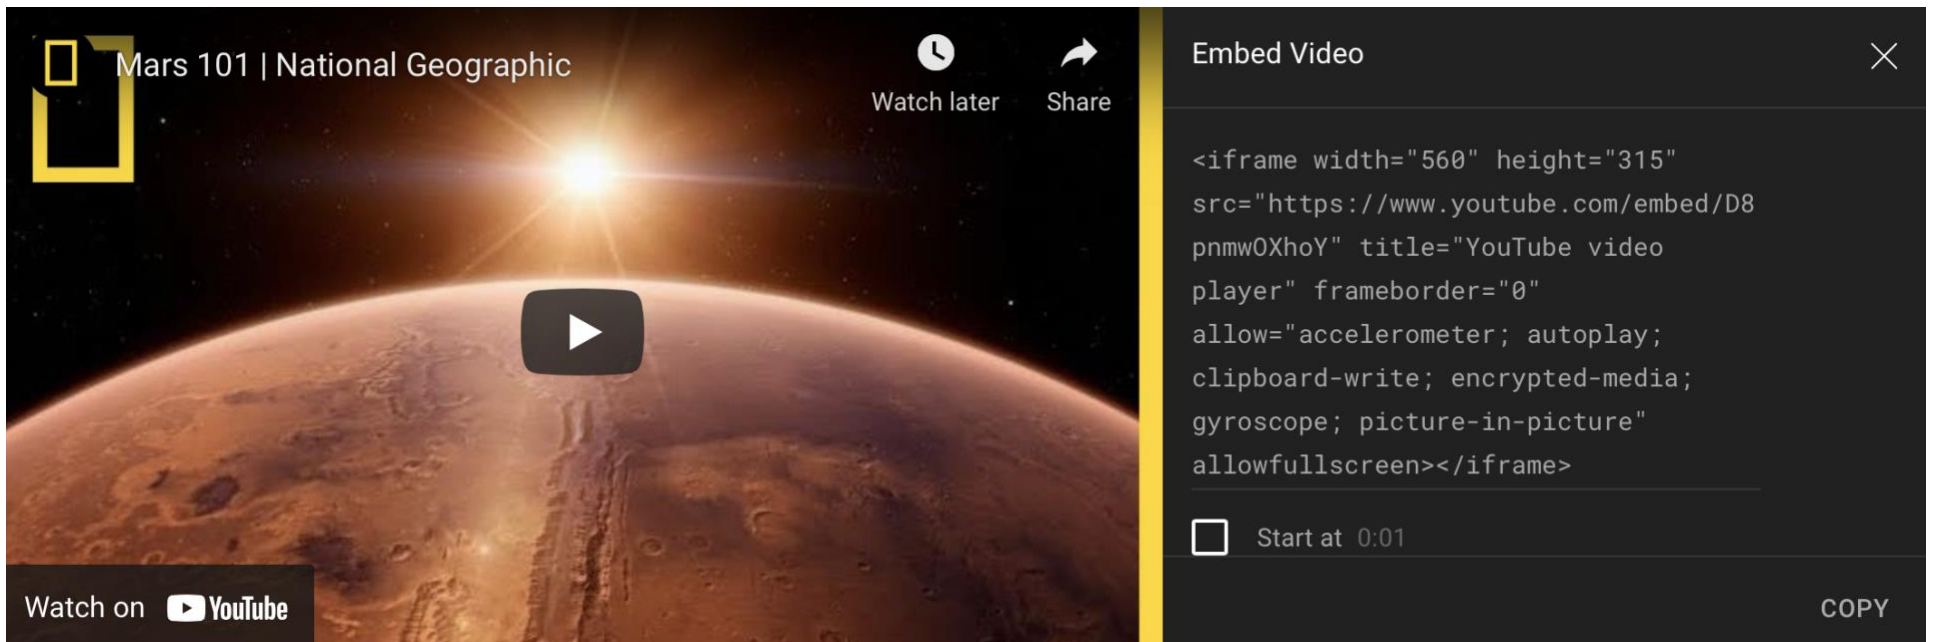 Mars 101 | National Geographic
Watch later
Share
Watch on YouTube
Embed Video
<iframe width="560" height="315"
src="https://www.youtube.com/embed/D8
pnmwOXhoY" title="YouTube video
player" frameborder="0"
allow="accelerometer; autoplay;
clipboard-write; encrypted-media;
gyroscope; picture-in-picture"
allowfullscreen></iframe>
Start at 0:01
COPY